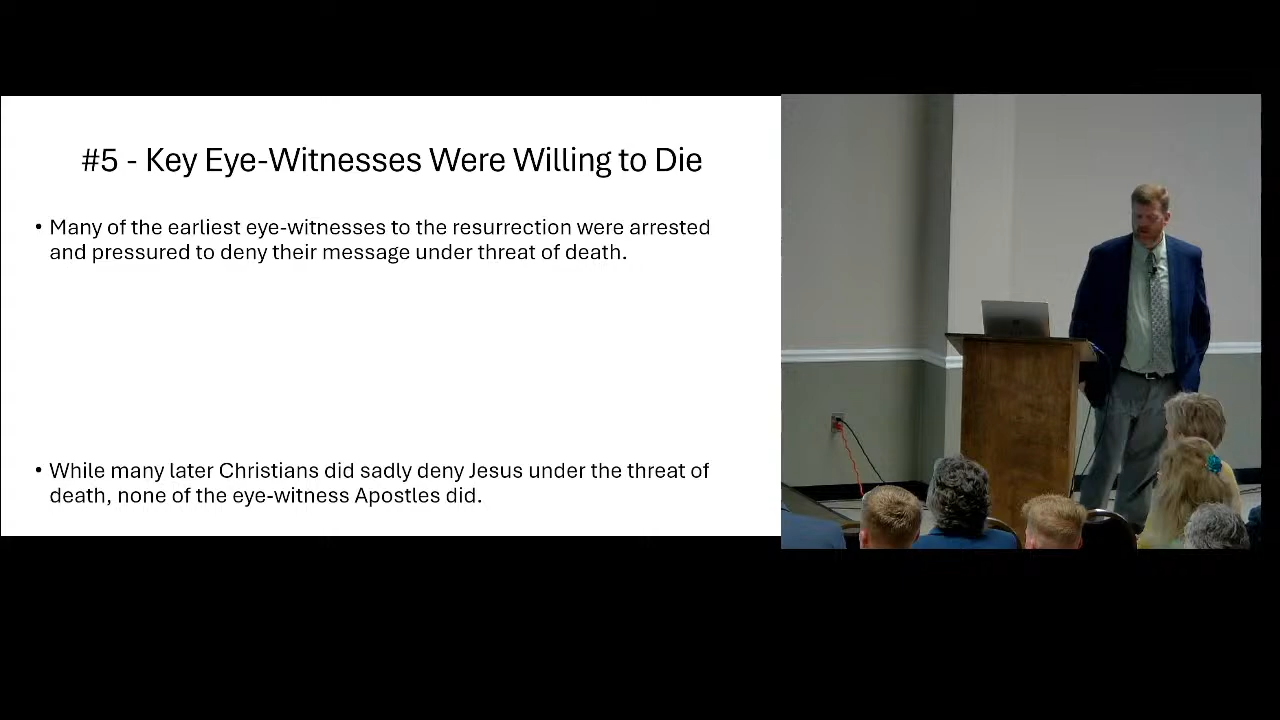 #5 - Key Eye-Witnesses Were Willing to Die
• Many of the earliest eye-witnesses to the resurrection were arrested
and pressured to deny their message under threat of death.
• While many later Christians did sadly deny Jesus under the threat of
death, none of the eye-witness Apostles did.